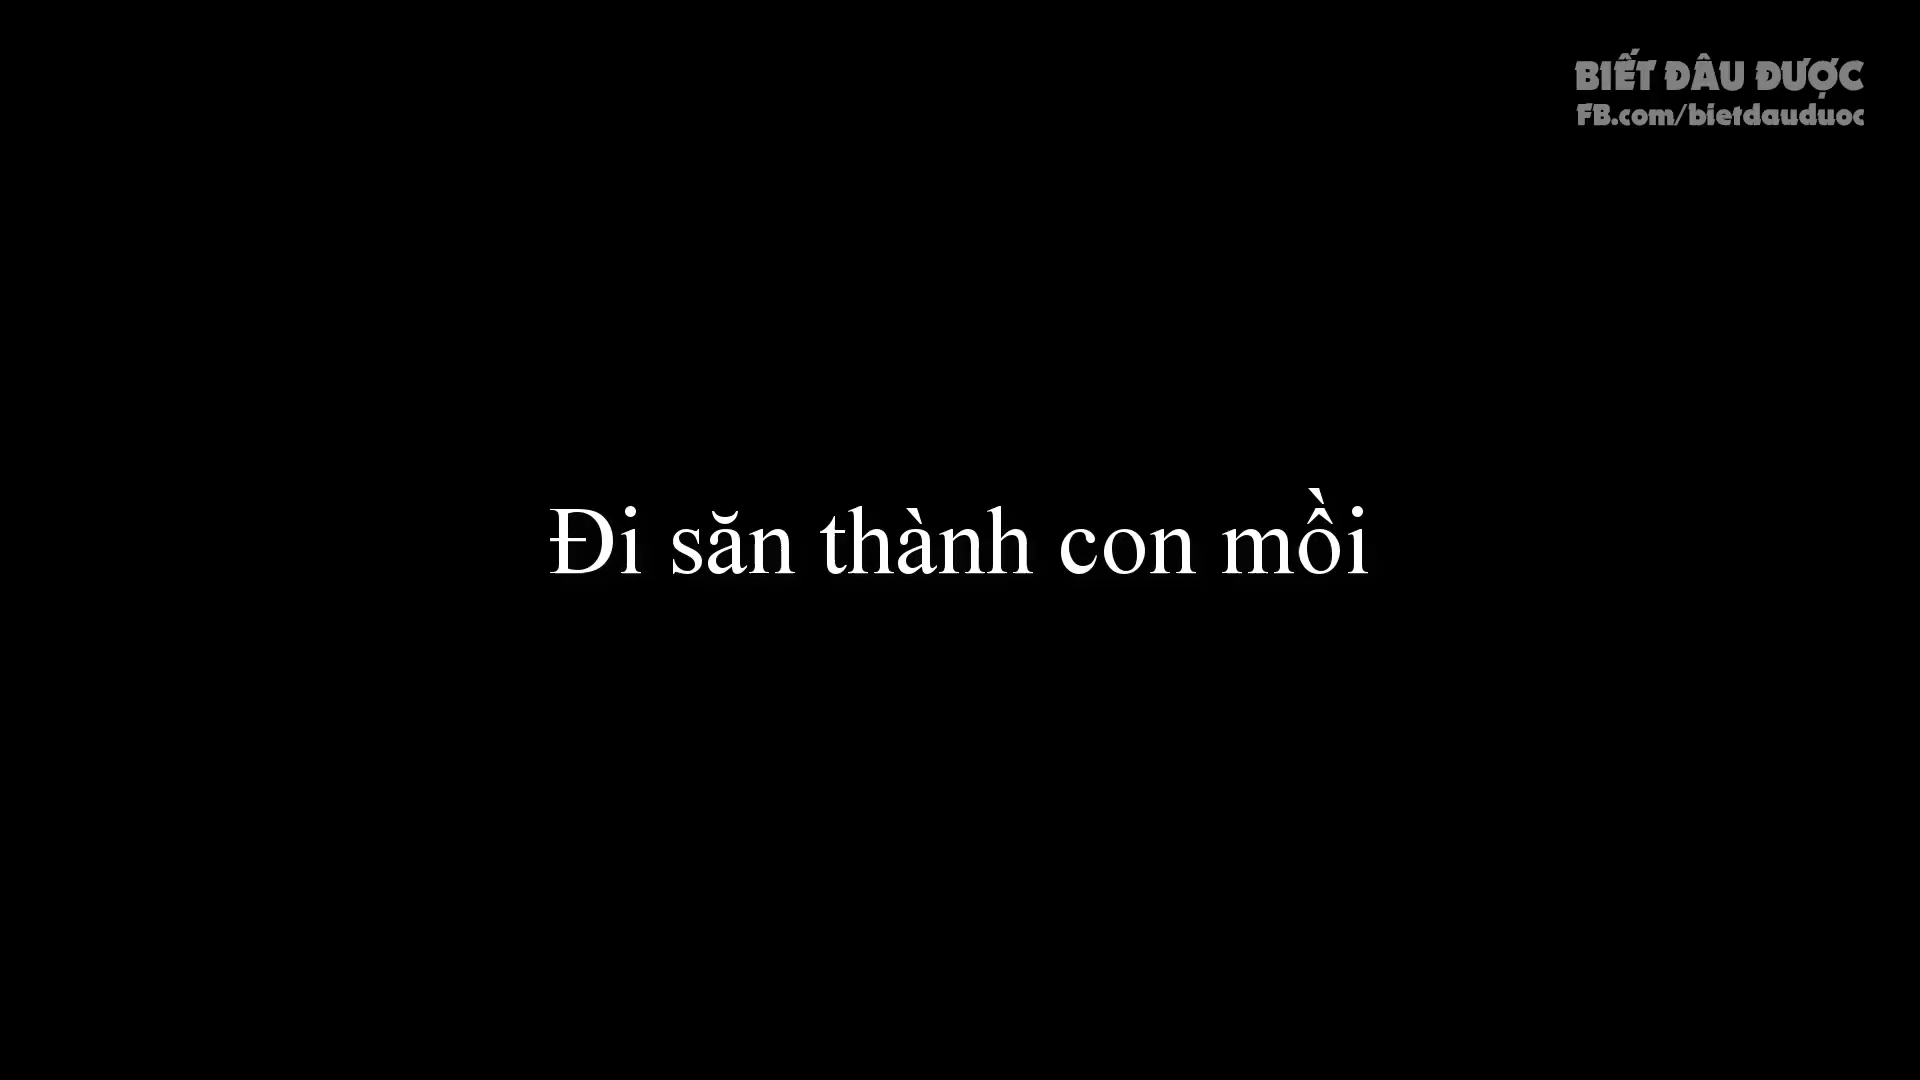 BIẾT ĐÂU ĐƯỢC
FB.com/bietdauduoc
Đi săn thành con mồi